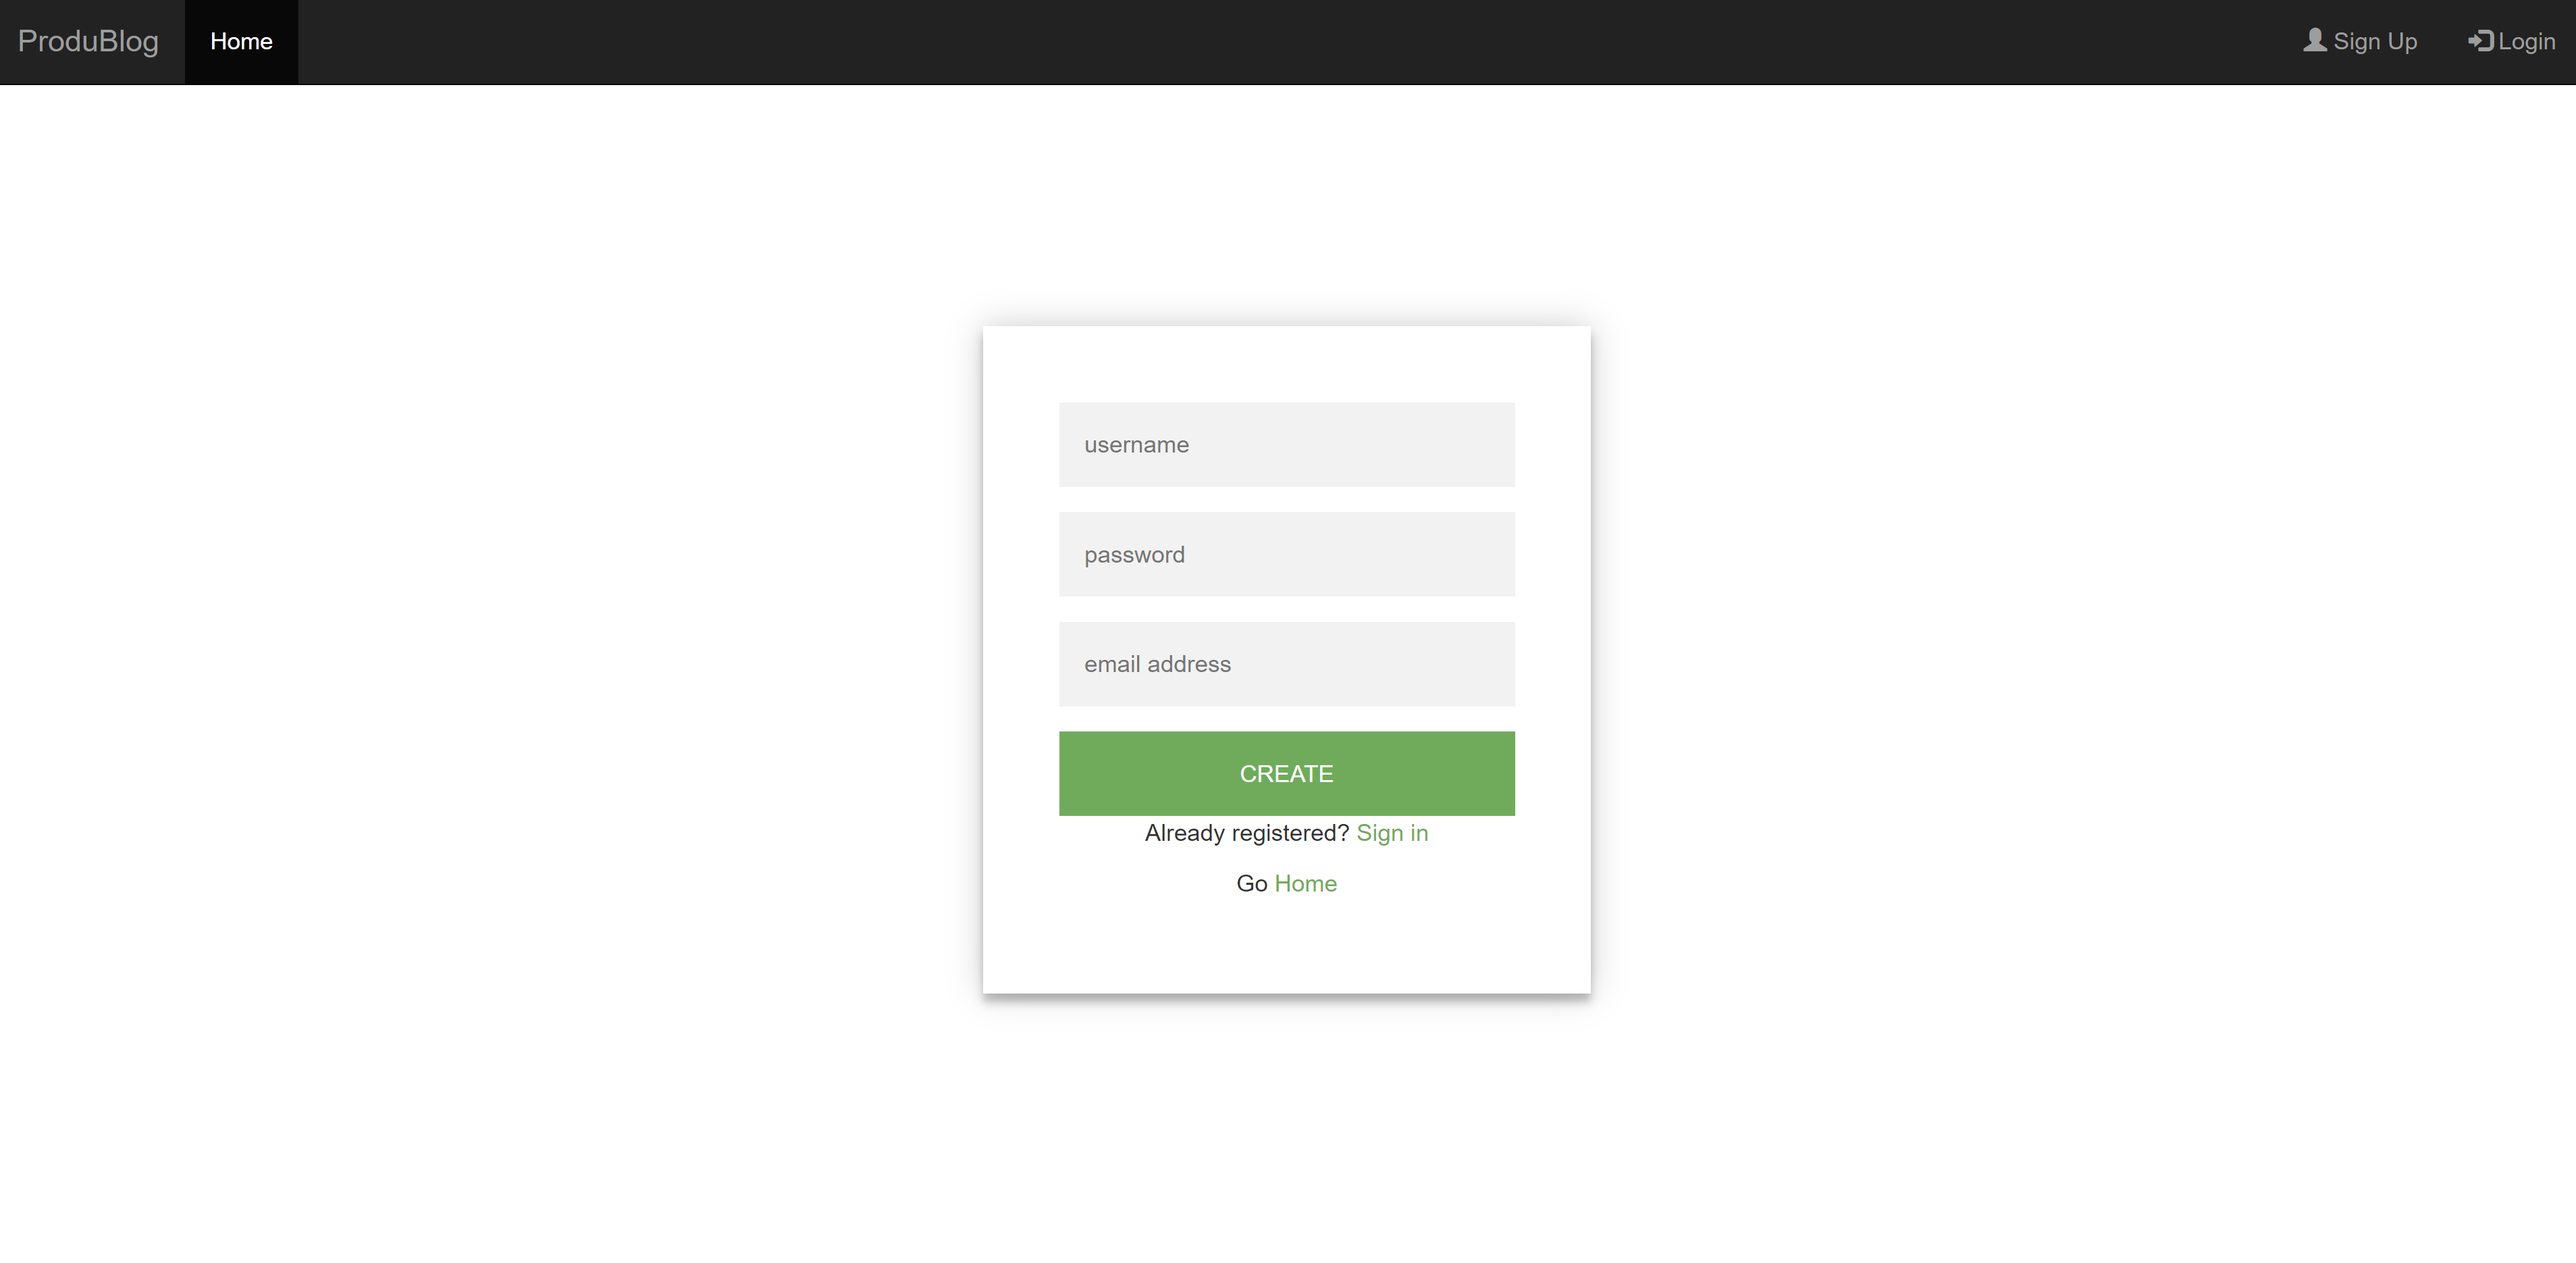 ProduBlog Home Sign Up Login
username
password
email address
CREATE
Already registered? Sign in
Go Home